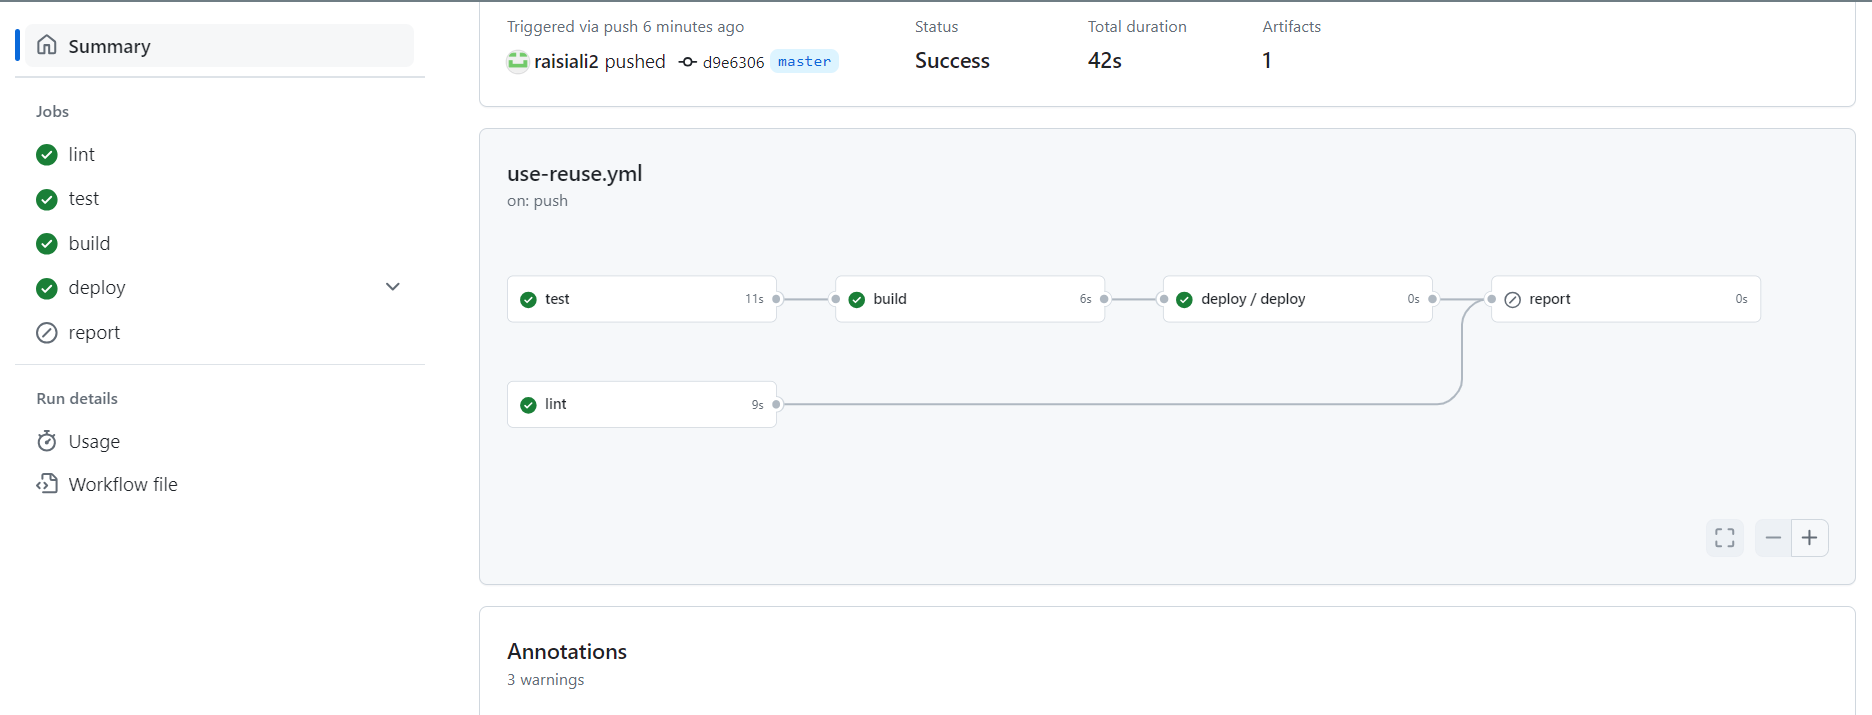 Summary
Jobs
lint
test
build
deploy
report
Run details
Usage
Workflow file
Triggered via push 6 minutes ago
raisiali2 pushed d9e6306 master
Status
Success
Total duration
42s
Artifacts
1
use-reuse.yml
on: push
test 11s
build 6s
deploy / deploy 0s
report 0s
lint 9s
Annotations
3 warnings